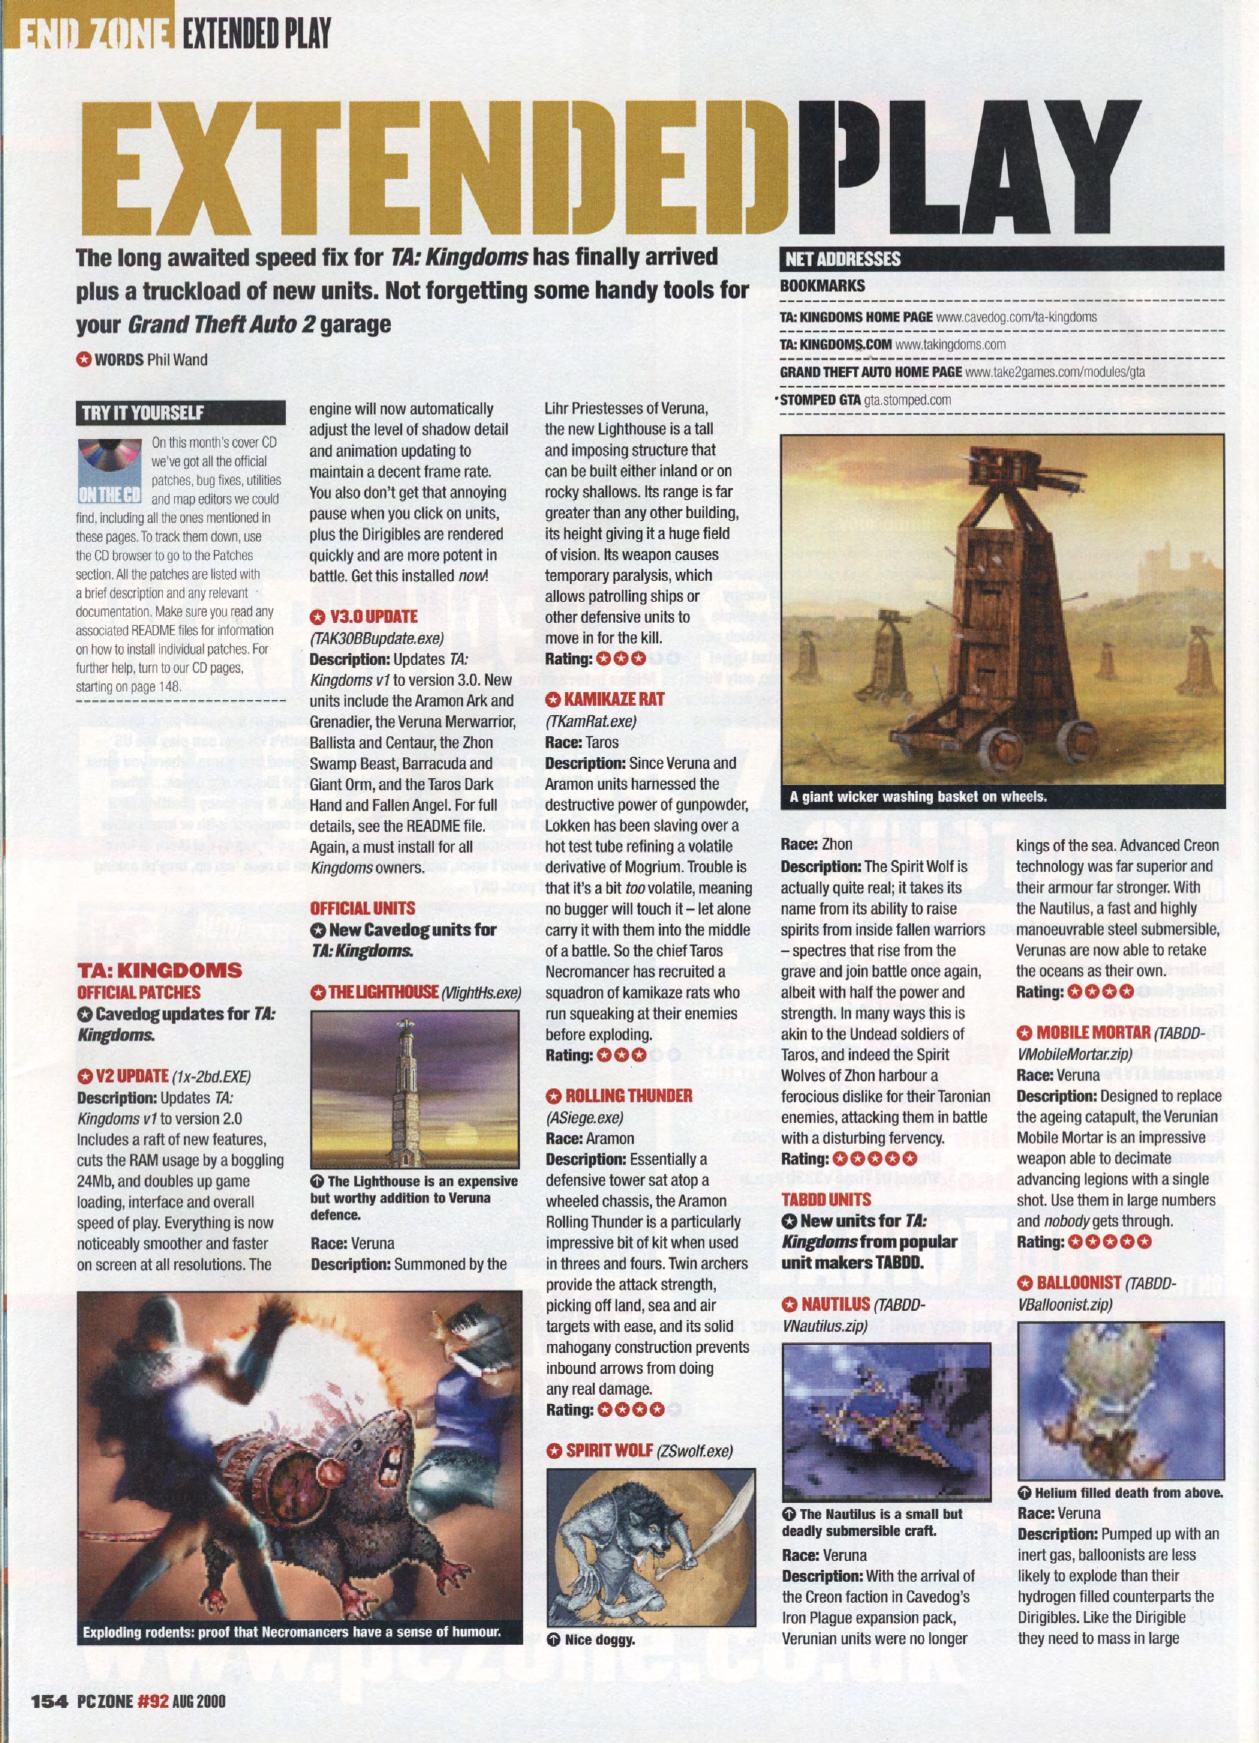 END ZONE EXTENDED PLAY
EXTENDEDPLAY
The long awaited speed fix for TA: Kingdoms has finally arrived
plus a truckload of new units. Not forgetting some handy tools for
your Grand Theft Auto 2 garage
WORDS Phil Wand
NET ADDRESSES
BOOKMARKS
TA: KINGDOMS HOME PAGE www.cavedog.com/ta-kingdoms
TA: KINGDOMS.COM www.takingdoms.com
GRAND THEFT AUTO HOME PAGE www.take2games.com/modules/gta
STOMPED GTA gta.stomped.com
TRY IT YOURSELF
ON THE CD
On this month's cover CD
we've got all the official
patches, bug fixes, utilities
and map editors we could
find, including all the ones mentioned in
these pages. To track them down, use
the CD browser to go to the Patches
section. All the patches are listed with
a brief description and any relevant
documentation. Make sure you read any
associated README files for information
on how to install individual patches. For
further help, turn to our CD pages,
starting on page 148.
TA: KINGDOMS
OFFICIAL PATCHES
Cavedog updates for TA:
Kingdoms.
V2 UPDATE (1x-2bd.EXE)
Description: Updates TA:
Kingdoms v1 to version 2.0
Includes a raft of new features,
cuts the RAM usage by a boggling
24Mb, and doubles up game
loading, interface and overall
speed of play. Everything is now
noticeably smoother and faster
on screen at all resolutions. The
engine will now automatically
adjust the level of shadow detail
and animation updating to
maintain a decent frame rate.
You also don't get that annoying
pause when you click on units,
plus the Dirigibles are rendered
quickly and are more potent in
battle. Get this installed now!
V3.0 UPDATE
(TAK30BBupdate.exe)
Description: Updates TA:
Kingdoms v1 to version 3.0. New
units include the Aramon Ark and
Grenadier, the Veruna Merwarrior,
Ballista and Centaur, the Zhon
Swamp Beast, Barracuda and
Giant Orm, and the Taros Dark
Hand and Fallen Angel. For full
details, see the README file.
Again, a must install for all
Kingdoms owners.
OFFICIAL UNITS
New Cavedog units for
TA: Kingdoms.
THE LIGHTHOUSE (VlightHs.exe)
The Lighthouse is an expensive
but worthy addition to Veruna
defence.
Race: Veruna
Description: Summoned by the
Exploding rodents: proof that Necromancers have a sense of humour.
Lihr Priestesses of Veruna,
the new Lighthouse is a tall
and imposing structure that
can be built either inland or on
rocky shallows. Its range is far
greater than any other building,
its height giving it a huge field
of vision. Its weapon causes
temporary paralysis, which
allows patrolling ships or
other defensive units to
move in for the kill.
Rating:
KAMIKAZE RAT
(TKamRat.exe)
Race: Taros
Description: Since Veruna and
Aramon units harnessed the
destructive power of gunpowder,
Lokken has been slaving over a
hot test tube refining a volatile
derivative of Mogrium. Trouble is
that it's a bit too volatile, meaning
no bugger will touch it – let alone
carry it with them into the middle
of a battle. So the chief Taros
Necromancer has recruited a
squadron of kamikaze rats who
run squeaking at their enemies
before exploding.
Rating:
ROLLING THUNDER
(ASiege.exe)
Race: Aramon
Description: Essentially a
defensive tower sat atop a
wheeled chassis, the Aramon
Rolling Thunder is a particularly
impressive bit of kit when used
in threes and fours. Twin archers
provide the attack strength,
picking off land, sea and air
targets with ease, and its solid
mahogany construction prevents
inbound arrows from doing
any real damage.
Rating:
SPIRIT WOLF (ZSwolf.exe)
Nice doggy.
A giant wicker washing basket on wheels.
Race: Zhon
Description: The Spirit Wolf is
actually quite real; it takes its
name from its ability to raise
spirits from inside fallen warriors
– spectres that rise from the
grave and join battle once again,
albeit with half the power and
strength. In many ways this is
akin to the Undead soldiers of
Taros, and indeed the Spirit
Wolves of Zhon harbour a
ferocious dislike for their Taronian
enemies, attacking them in battle
with a disturbing fervency.
Rating:
TABDD UNITS
New units for TA:
Kingdoms from popular
unit makers TABDD.
NAUTILUS (TABDD-
VNautilus.zip)
The Nautilus is a small but
deadly submersible craft.
Race: Veruna
Description: With the arrival of
the Creon faction in Cavedog's
Iron Plague expansion pack,
Verunian units were no longer
kings of the sea. Advanced Creon
technology was far superior and
their armour far stronger. With
the Nautilus, a fast and highly
manoeuvrable steel submersible,
Verunas are now able to retake
the oceans as their own.
Rating:
MOBILE MORTAR (TABDD-
VMobileMortar.zip)
Race: Veruna
Description: Designed to replace
the ageing catapult, the Verunian
Mobile Mortar is an impressive
weapon able to decimate
advancing legions with a single
shot. Use them in large numbers
and nobody gets through.
Rating:
BALLOONIST (TABDD-
VBalloonist.zip)
Helium filled death from above.
Race: Veruna
Description: Pumped up with an
inert gas, balloonists are less
likely to explode than their
hydrogen filled counterparts the
Dirigibles. Like the Dirigible
they need to mass in large
154 PCZONE #92 AUG 2000